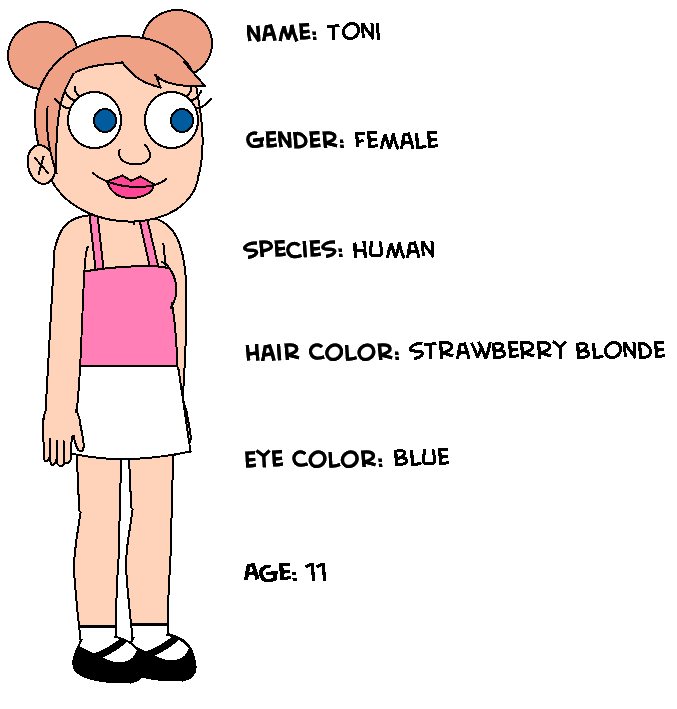 NAME: TONI
GENDER: FEMALE
SPECIES: HUMAN
HAIR COLOR: STRAWBERRY BLONDE
EYE COLOR: BLUE
AGE: 11